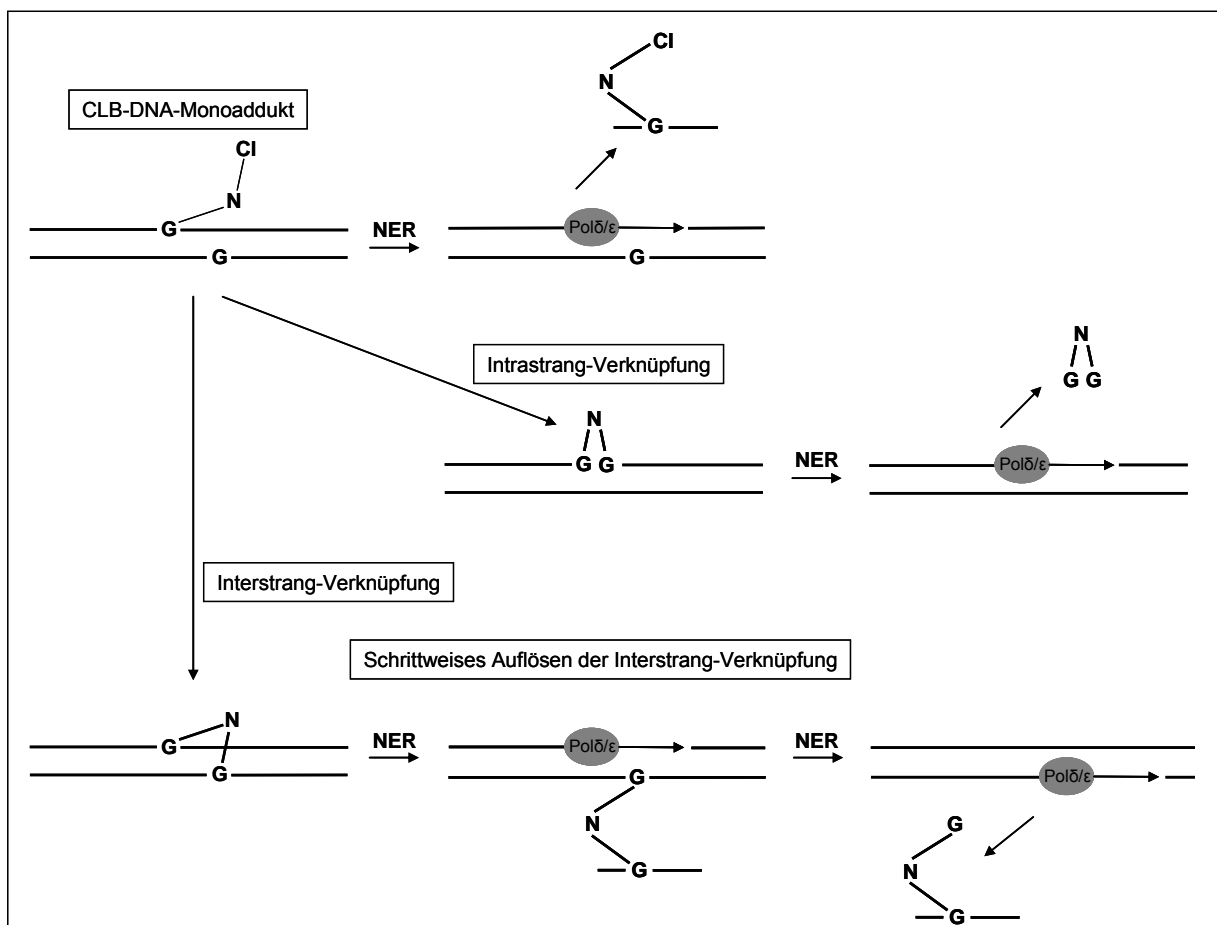 Cl
N
G
CLB-DNA-Monoaddukt
Cl
N
G
G
NER
Polδ/ε
G
Intrastrang-Verknüpfung
N
G G
NER
N
G G
Polδ/ε
Interstrang-Verknüpfung
Schrittweises Auflösen der Interstrang-Verknüpfung
N
G
G
NER
Polδ/ε
G
N
G
NER
Polδ/ε
G
N
G